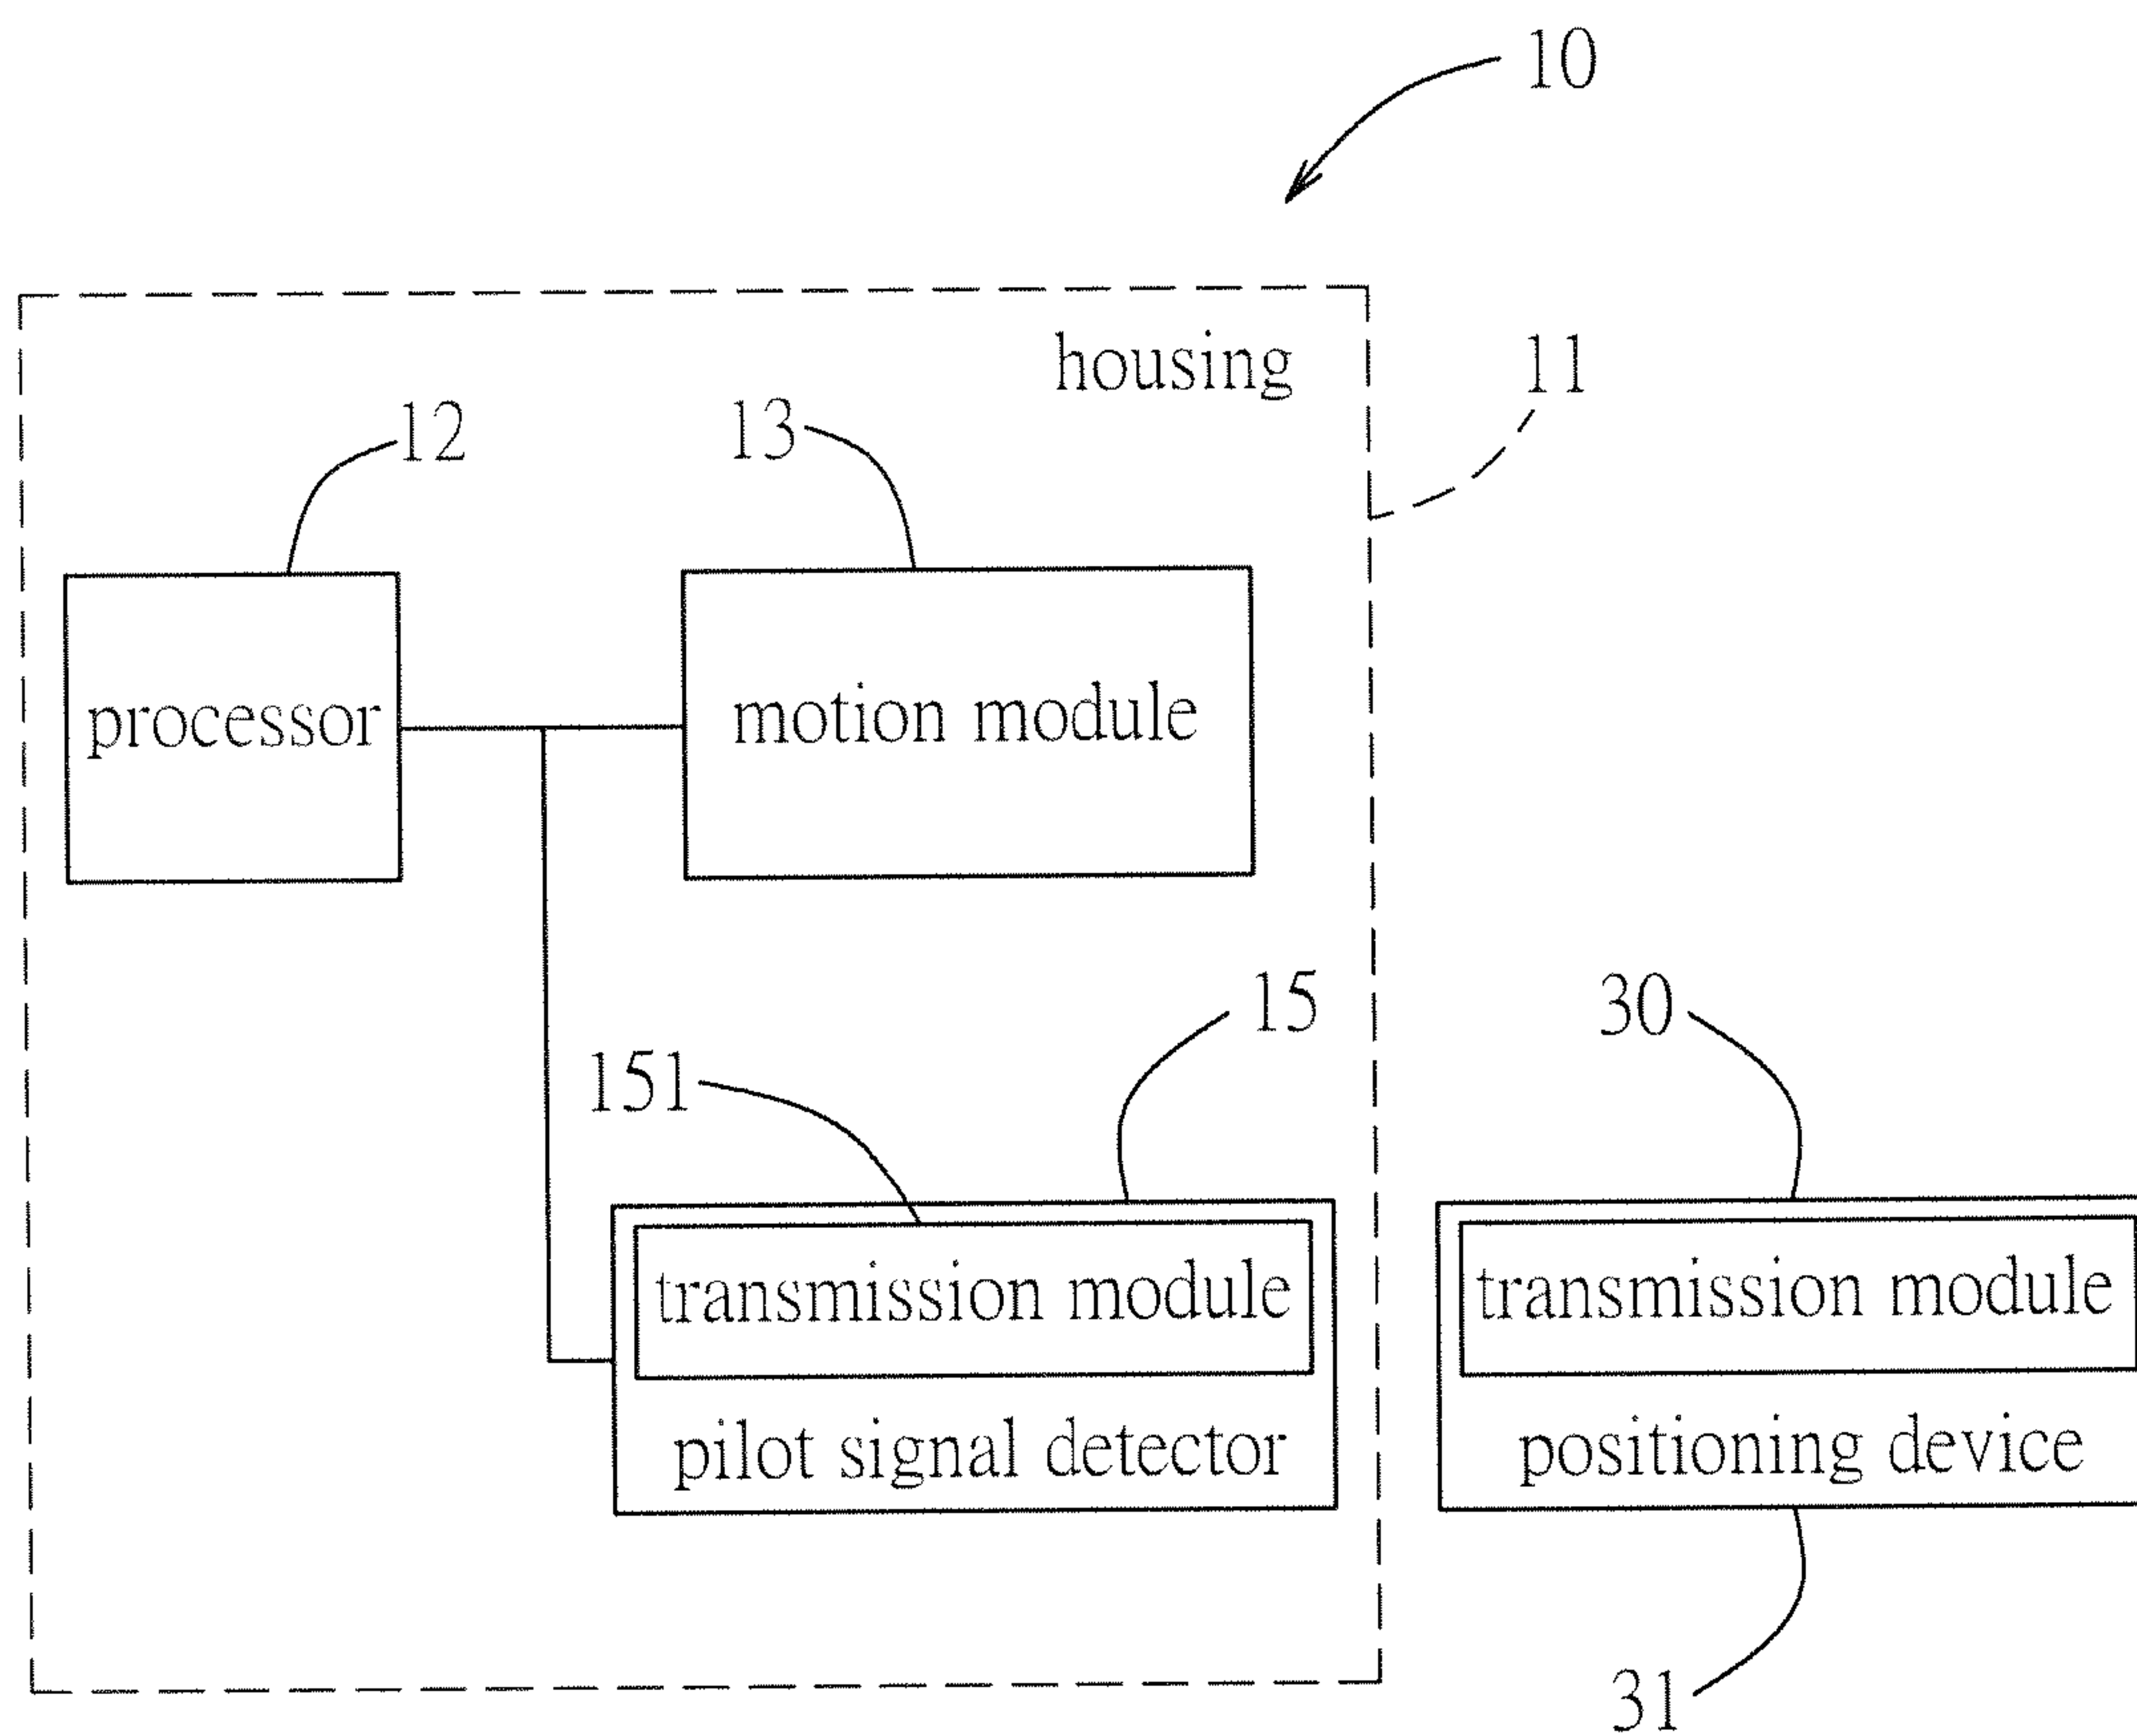 10
housing
11
12
13
processor
motion module
15
30
151
transmission module
transmission module
pilot signal detector
positioning device
31